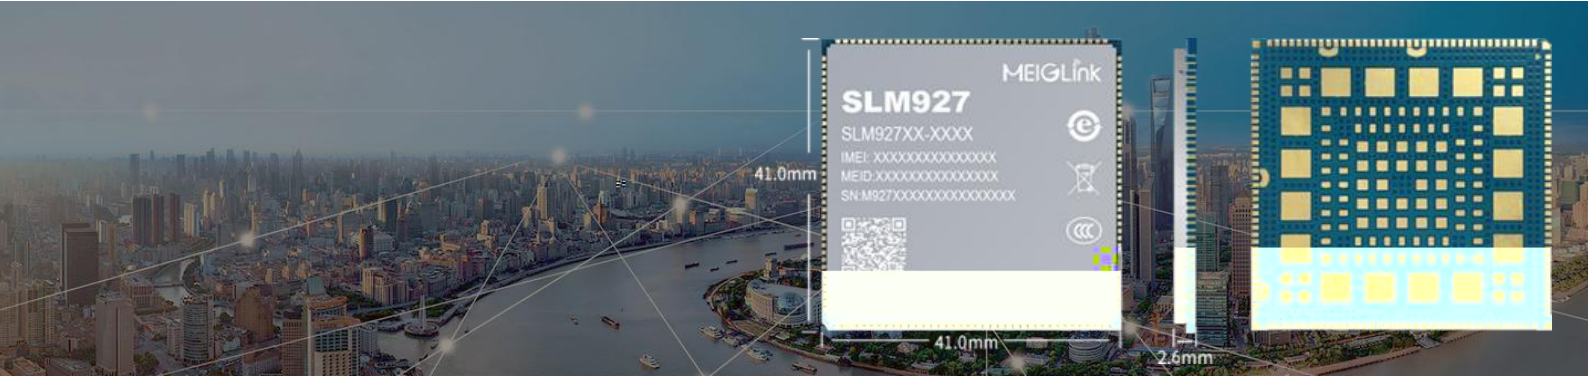 41.0mm
MEIGLink
SLM927
SLM927XX-XXXX
IMEI: XXXXXXXXXXXXXXX
MEID:XXXXXXXXXXXXXXX
SN:M927XXXXXXXXXXXXXXX
41.0mm
2.6mm